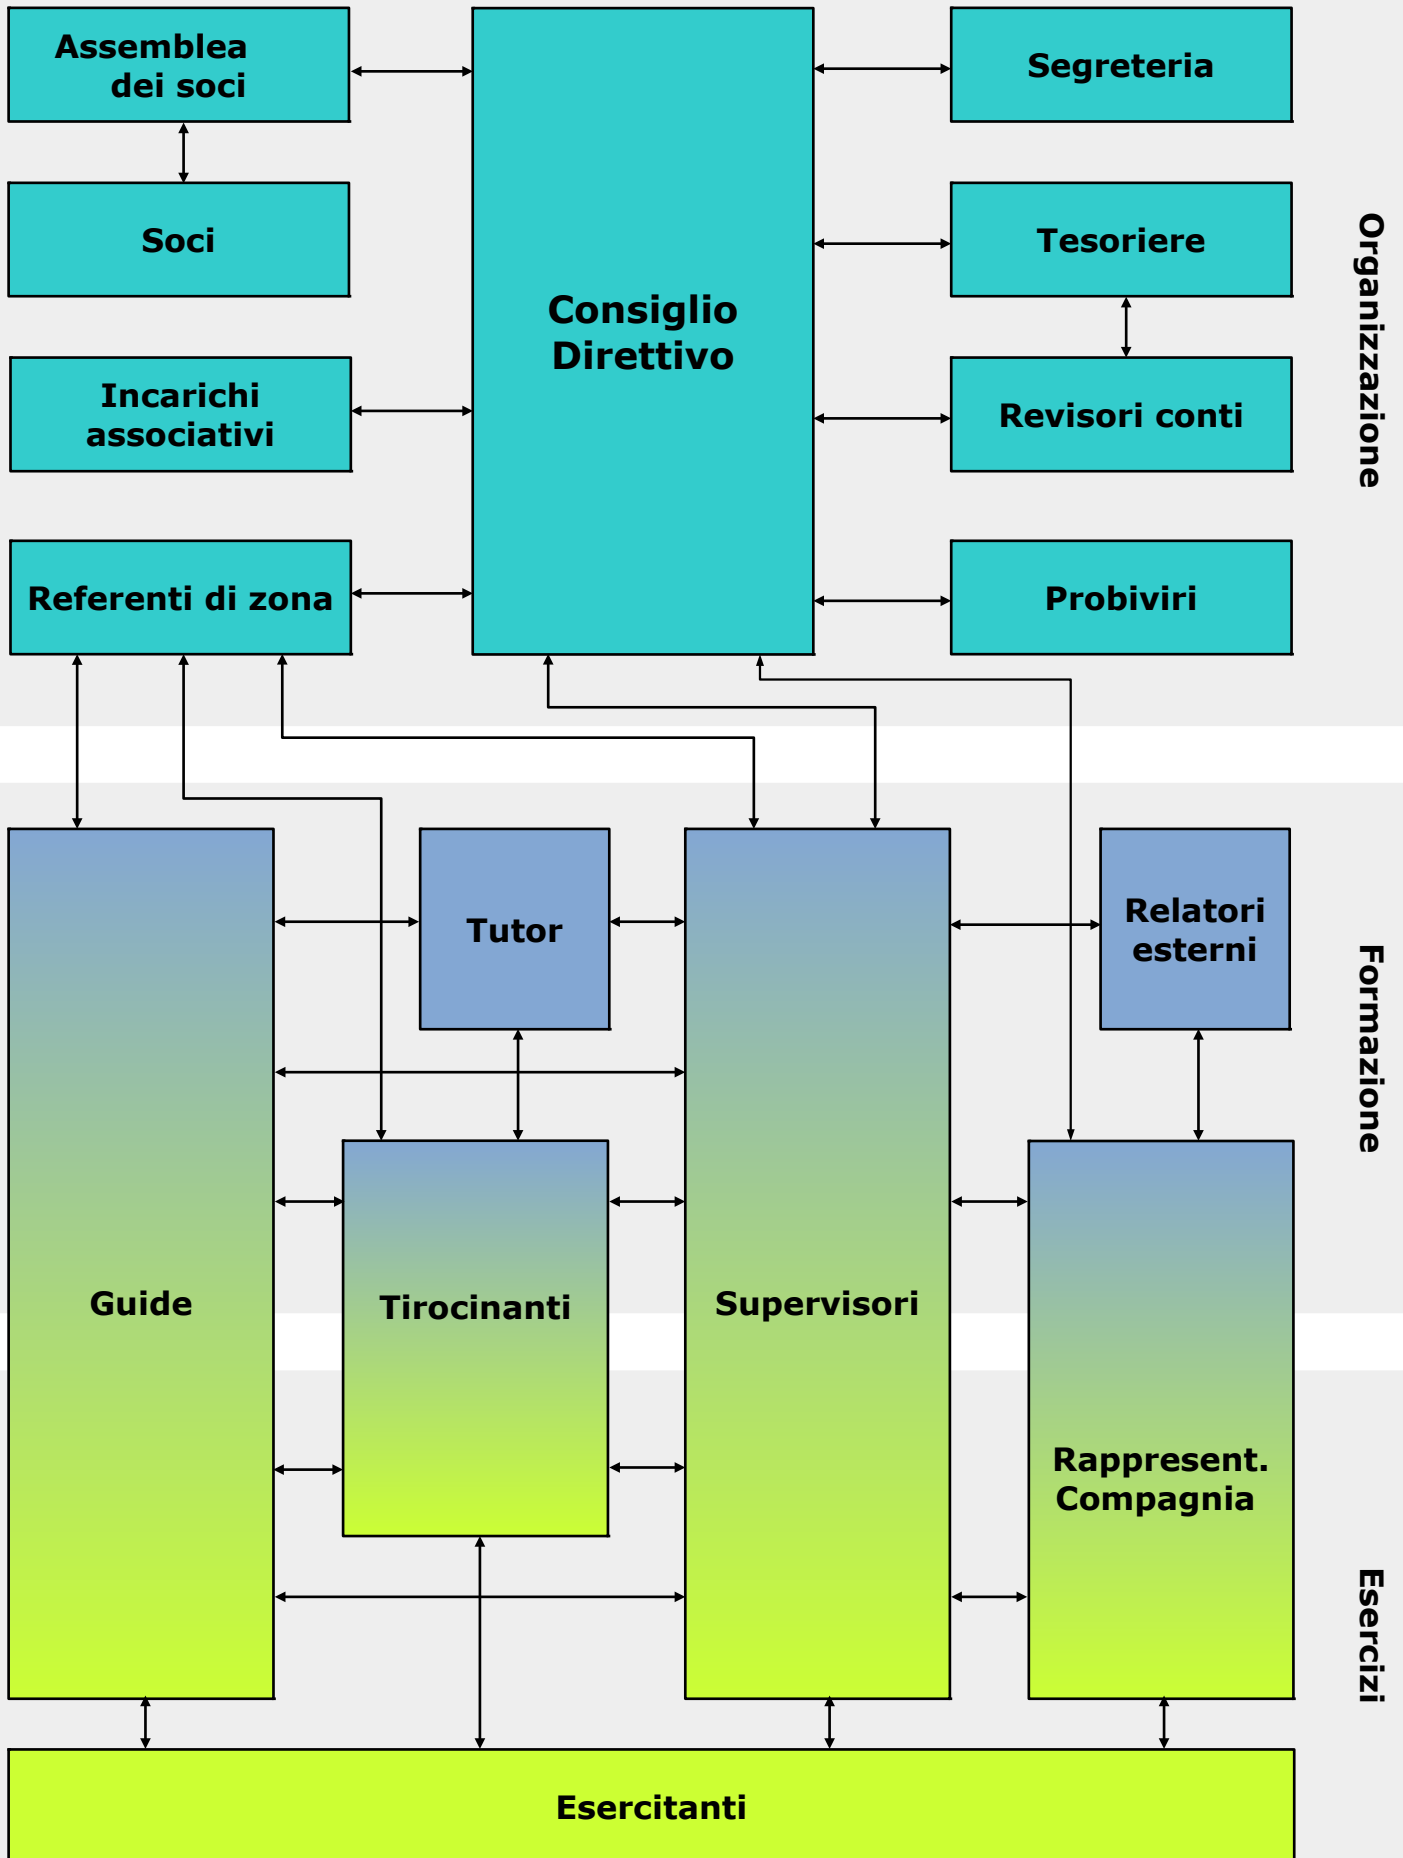 Assemblea
dei soci
Segreteria
Soci
Tesoriere
Consiglio
Direttivo
Incarichi
associativi
Revisori conti
Organizzazione
Referenti di zona
Probiviri
Tutor
Relatori
esterni
Formazione
Guide
Tirocinanti
Supervisori
Rappresent.
Compagnia
Esercizi
Esercitanti